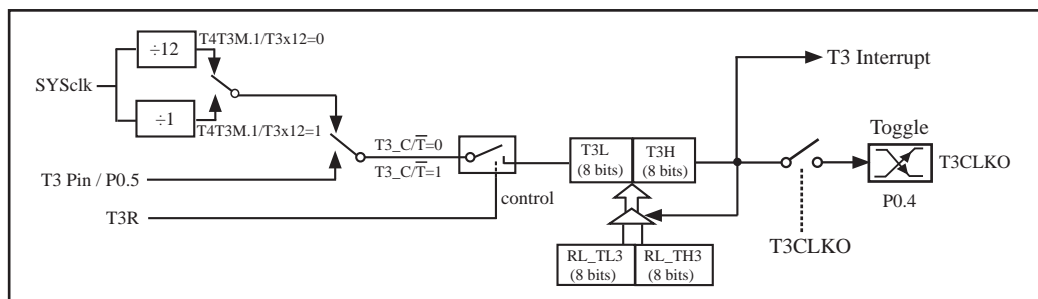 ÷12
T4T3M.1/T3x12=0
SYSclk
÷1
T4T3M.1/T3x12=1
T3 Pin / P0.5
T3_C/T̅=0
T3_C/T̅=1
T3R
control
T3L
(8 bits)
T3H
(8 bits)
RL_TL3
(8 bits)
RL_TH3
(8 bits)
T3 Interrupt
Toggle
T3CLKO
P0.4
T3CLKO